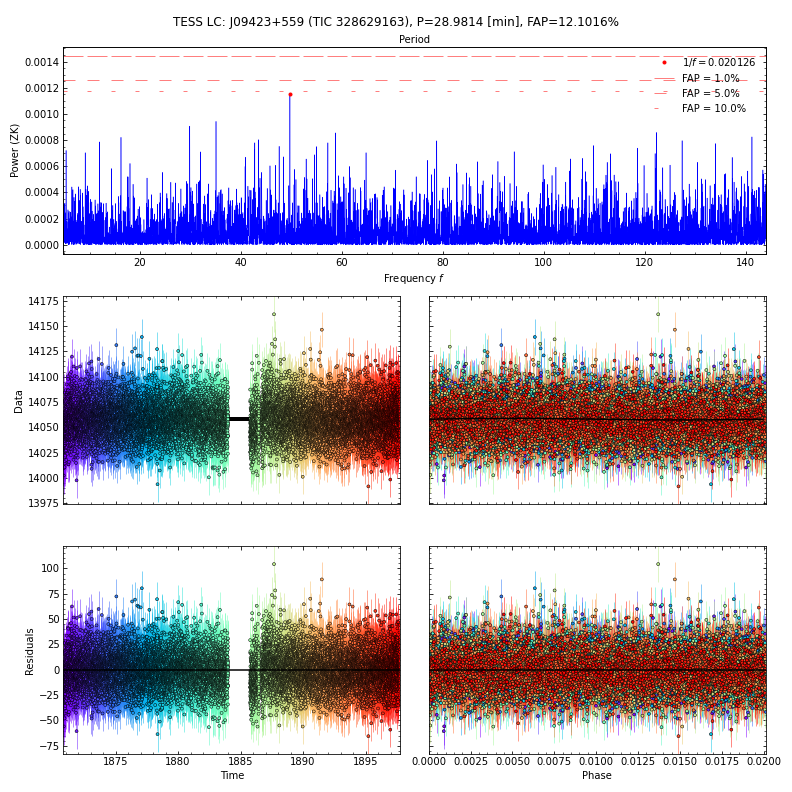 TESS LC: J09423+559 (TIC 328629163), P=28.9814 [min], FAP=12.1016%
Period
Power (ZK)
0.0014
0.0012
0.0010
0.0008
0.0006
0.0004
0.0002
0.0000
1/f = 0.020126
FAP = 1.0%
FAP = 5.0%
FAP = 10.0%
20 40 60 80 100 120 140
Frequency f
Data
14175
14150
14125
14100
14075
14050
14025
14000
13975
Residuals
100
75
50
25
0
−25
−50
−75
1875 1880 1885 1890 1895
Time
0.0000 0.0025 0.0050 0.0075 0.0100 0.0125 0.0150 0.0175 0.0200
Phase